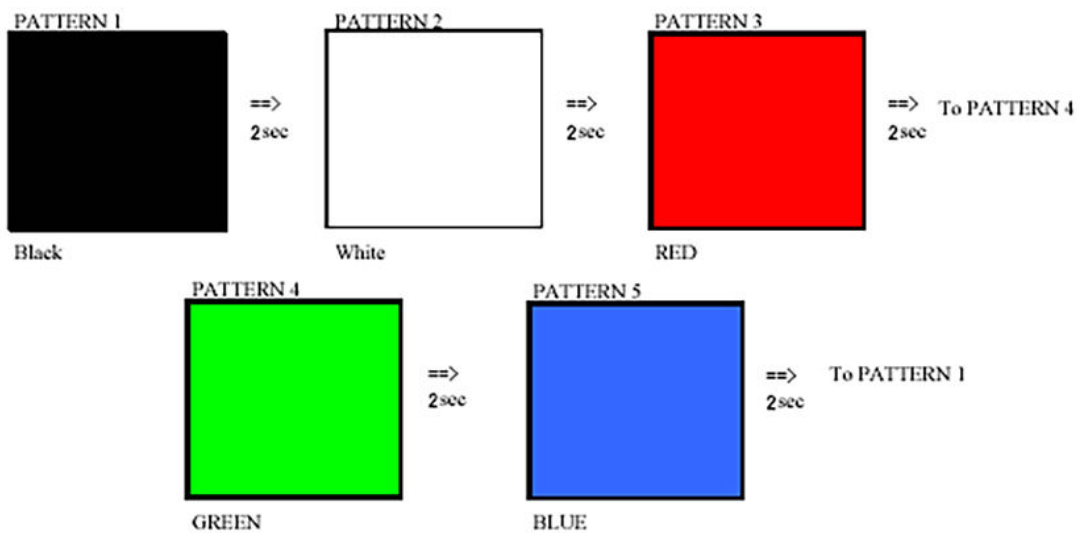 PATTERN 1
PATTERN 2
PATTERN 3
==>
2sec
==>
2sec
==>
2sec
To PATTERN 4
Black
White
RED
PATTERN 4
PATTERN 5
==>
2sec
==>
2sec
To PATTERN 1
GREEN
BLUE